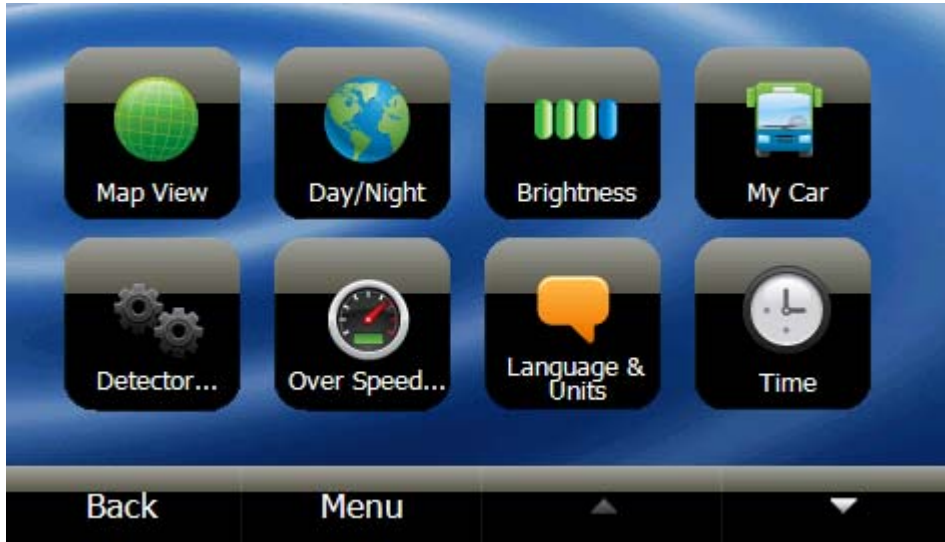 Map View
Day/Night
Brightness
My Car
Detector...
Over Speed...
Language &
Units
Time
Back
Menu